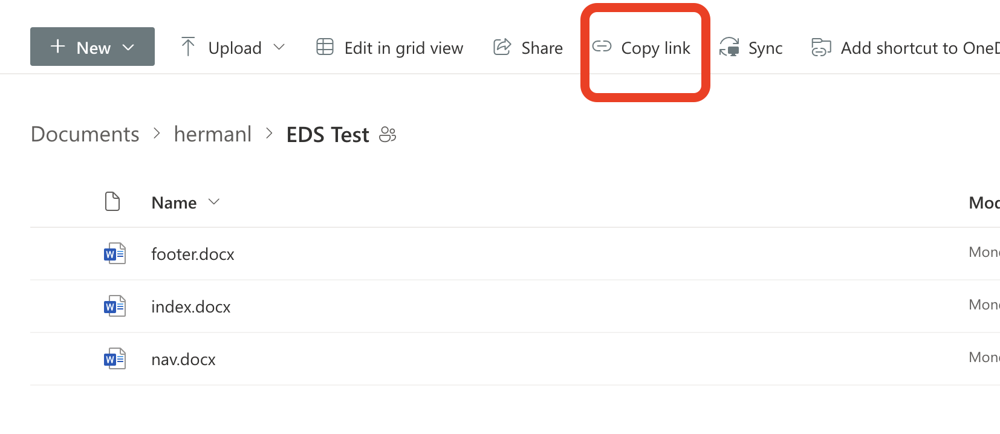 New Upload Edit in grid view Share Copy link Sync Add shortcut to OneD
Documents > hermanl > EDS Test
Name Mod
W footer.docx Mon
W index.docx Mon
W nav.docx Mon